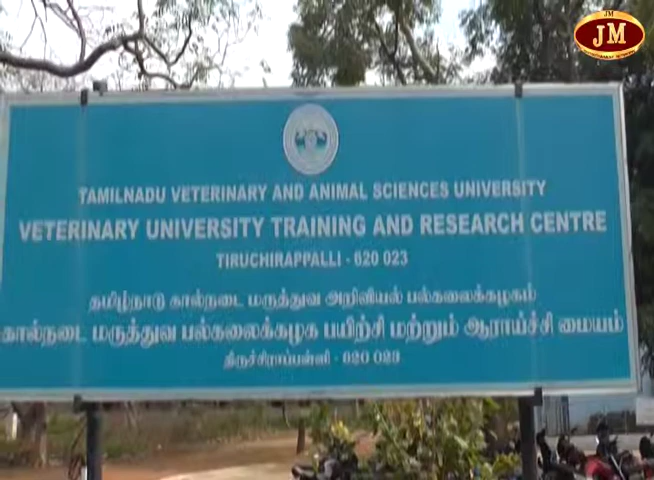 JM
TAMILNADU VETERINARY AND ANIMAL SCIENCES UNIVERSITY
VETERINARY UNIVERSITY TRAINING AND RESEARCH CENTRE
TIRUCHIRAPPALLI - 620 023
தமிழ்நாடு கால்நடை மருத்துவ அறிவியல் பல்கலைக்கழகம்
கால்நடை மருத்துவ பல்கலைக்கழக பயிற்சி மற்றும் ஆராய்ச்சி மையம்
திருச்சிராப்பள்ளி - 620 023